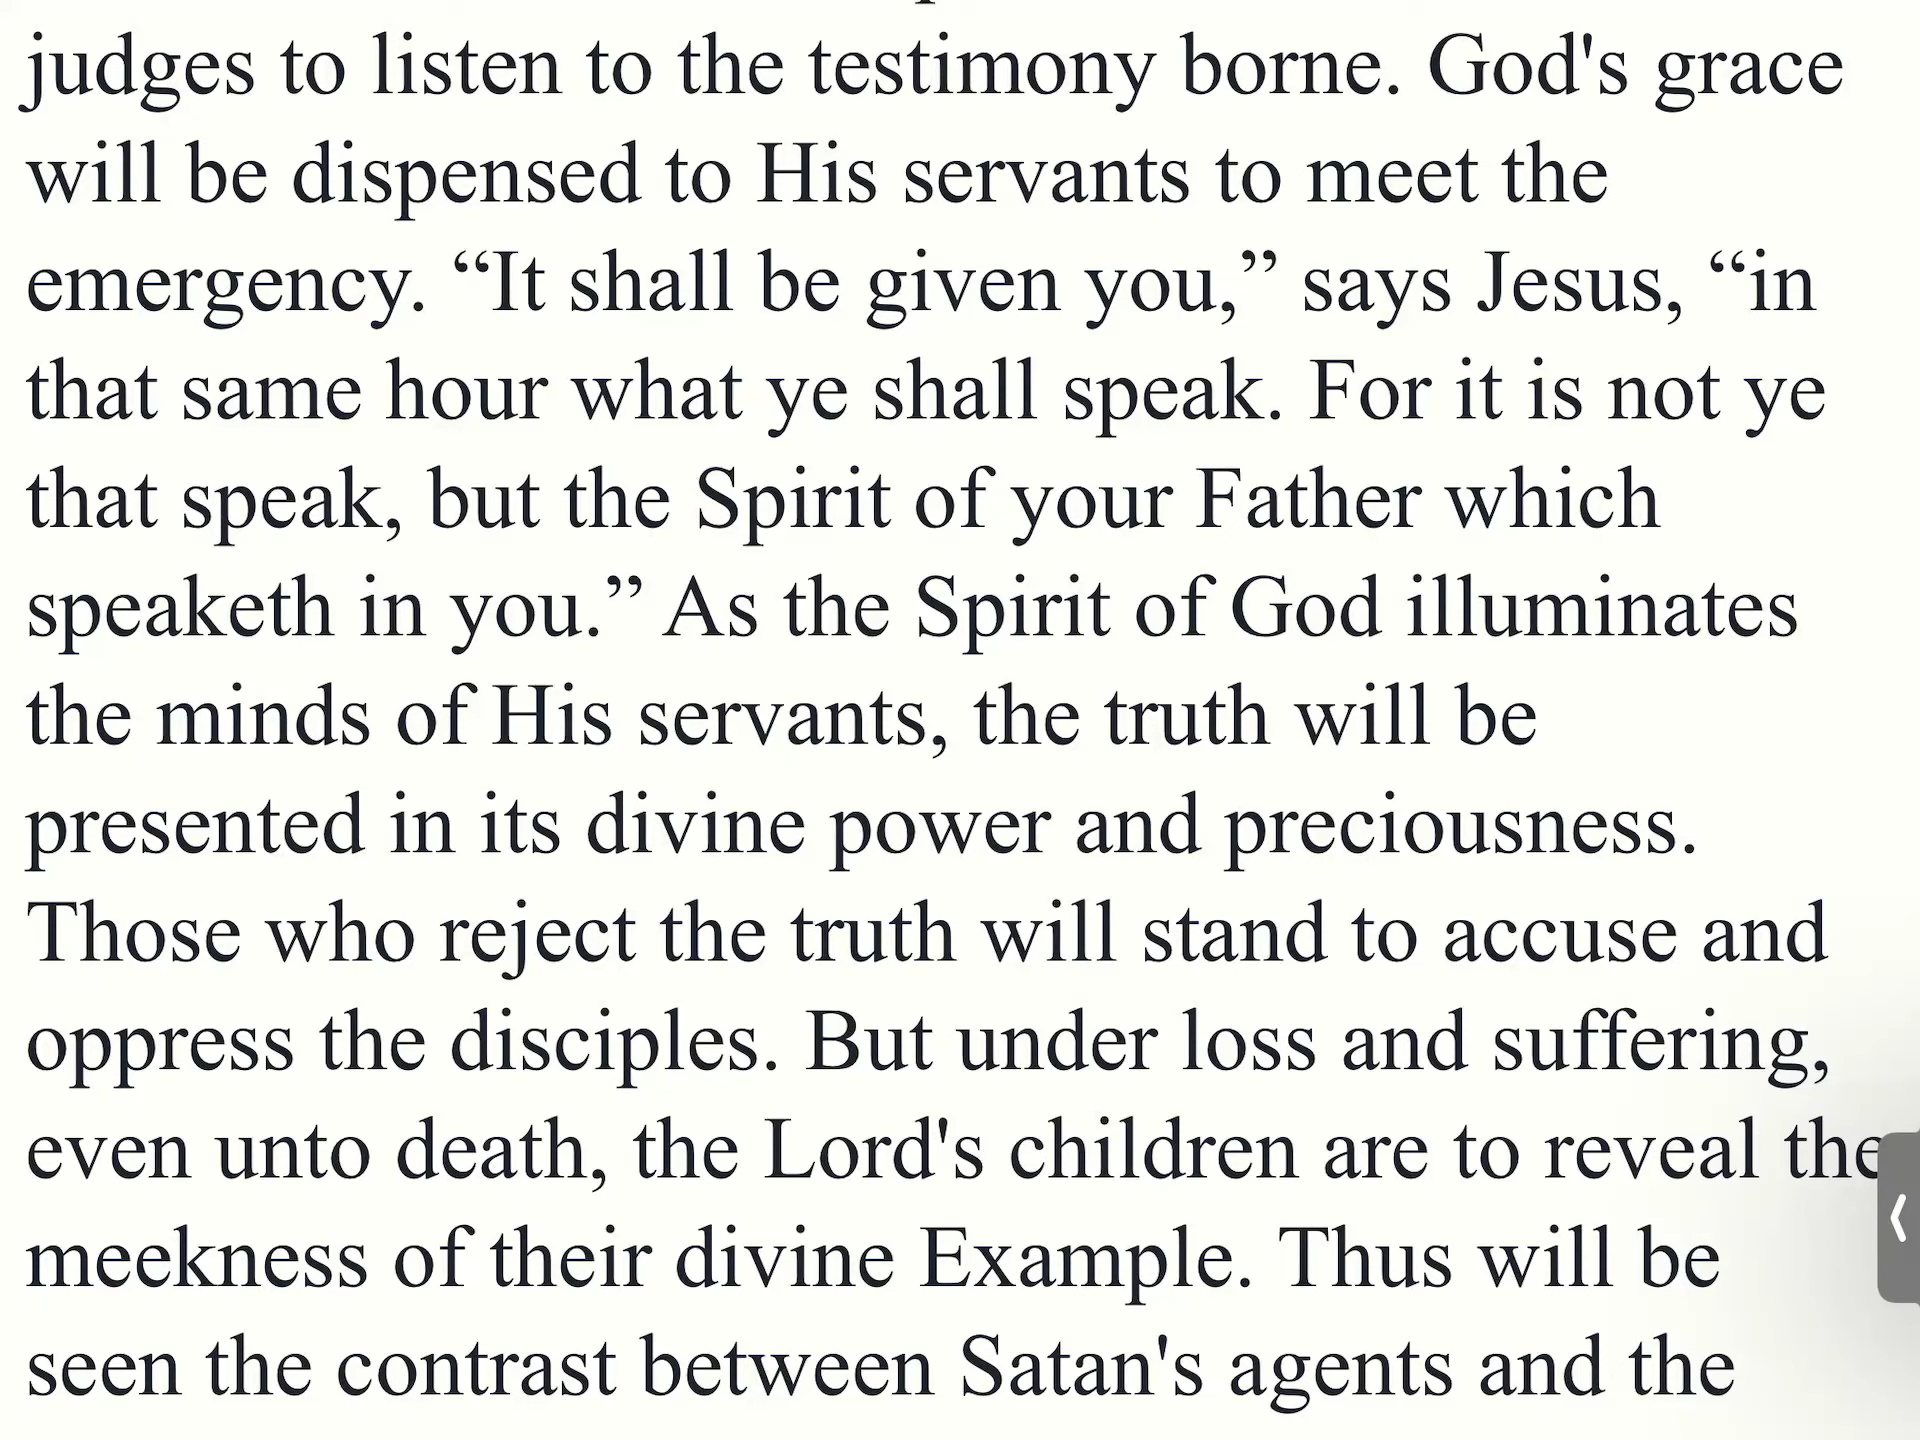 judges to listen to the testimony borne. God's grace
will be dispensed to His servants to meet the
emergency. “It shall be given you,” says Jesus, “in
that same hour what ye shall speak. For it is not ye
that speak, but the Spirit of your Father which
speaketh in you.” As the Spirit of God illuminates
the minds of His servants, the truth will be
presented in its divine power and preciousness.
Those who reject the truth will stand to accuse and
oppress the disciples. But under loss and suffering,
even unto death, the Lord's children are to reveal the
meekness of their divine Example. Thus will be
seen the contrast between Satan's agents and the